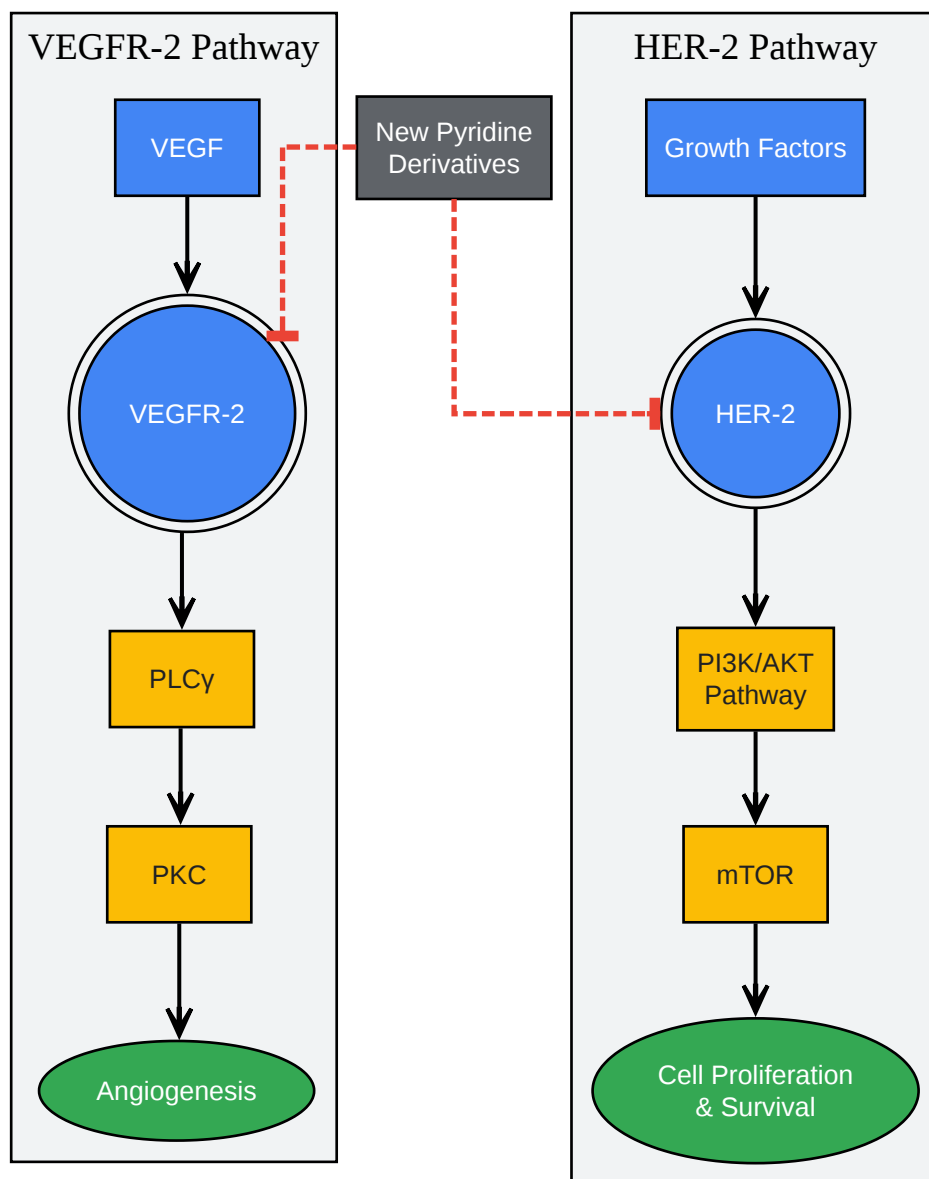 VEGFR-2 Pathway
VEGF
VEGFR-2
PLCγ
PKC
Angiogenesis
New Pyridine
Derivatives
HER-2 Pathway
Growth Factors
HER-2
PI3K/AKT
Pathway
mTOR
Cell Proliferation
& Survival